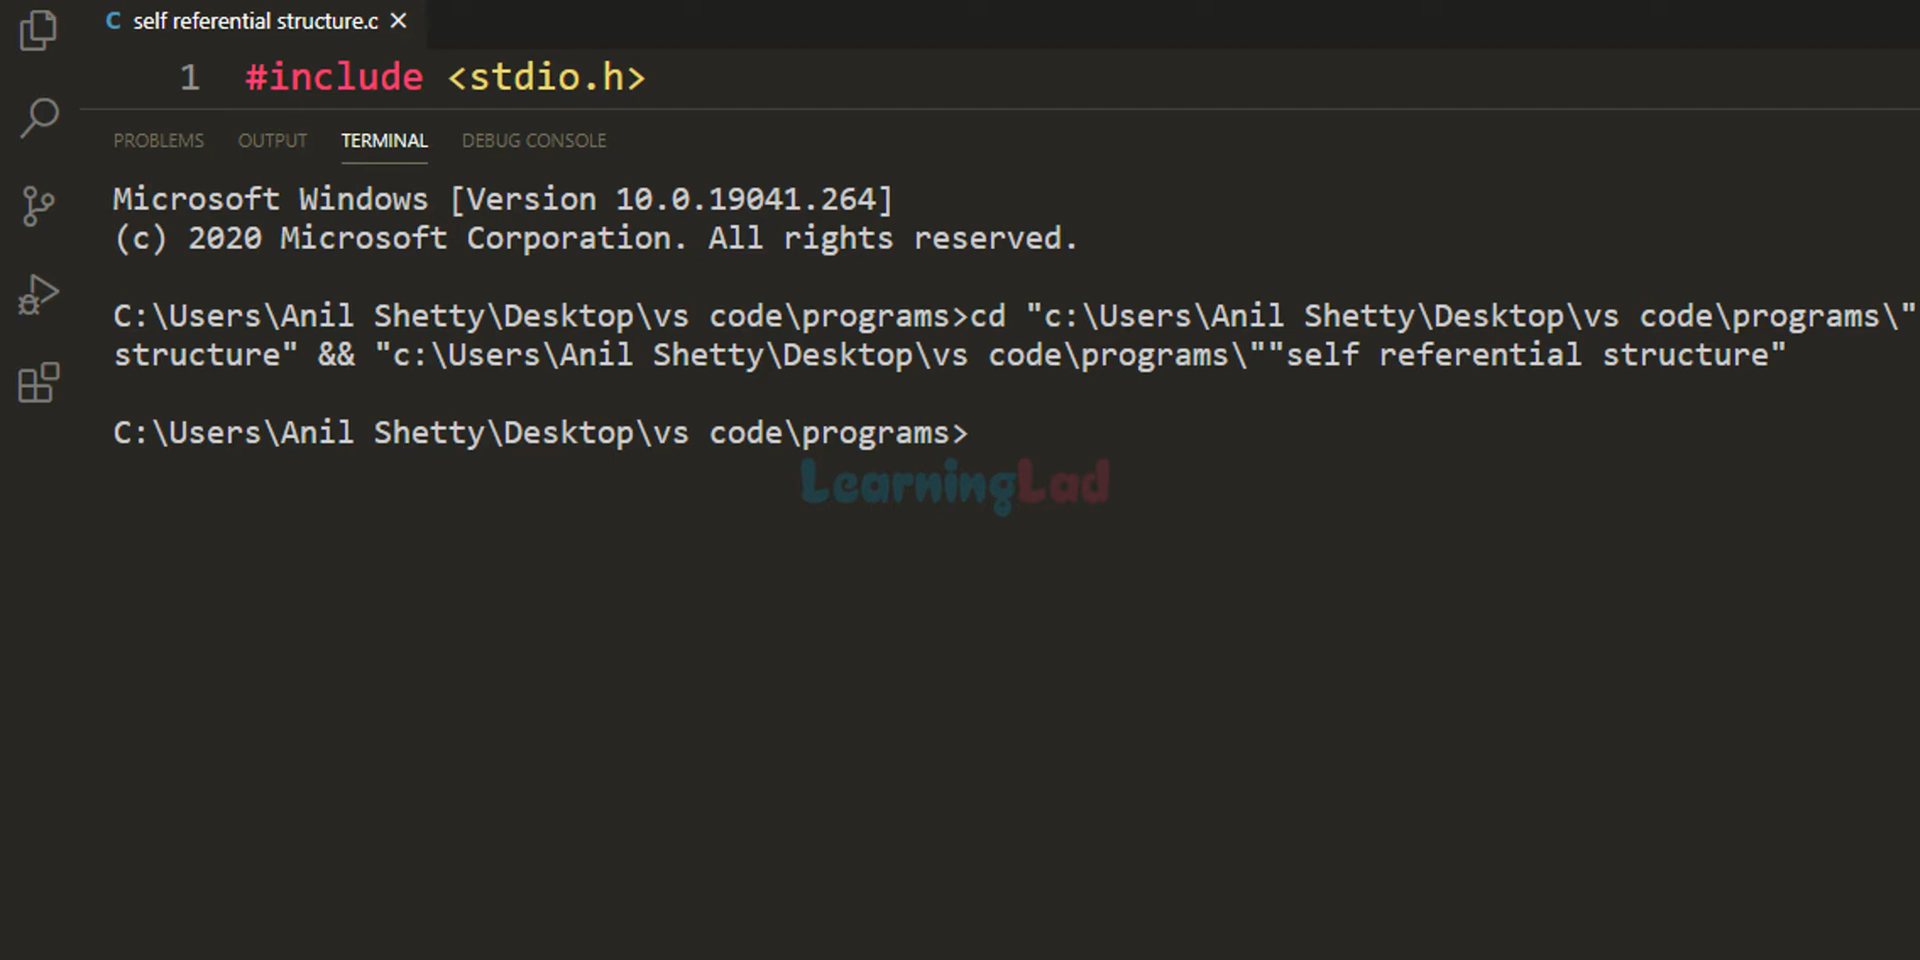 C self referential structure.c ×
1 #include <stdio.h>
PROBLEMS OUTPUT TERMINAL DEBUG CONSOLE
Microsoft Windows [Version 10.0.19041.264]
(c) 2020 Microsoft Corporation. All rights reserved.
C:\Users\Anil Shetty\Desktop\vs code\programs>cd "c:\Users\Anil Shetty\Desktop\vs code\programs\"
structure" && "c:\Users\Anil Shetty\Desktop\vs code\programs\""self referential structure"
C:\Users\Anil Shetty\Desktop\vs code\programs>
LearningLad